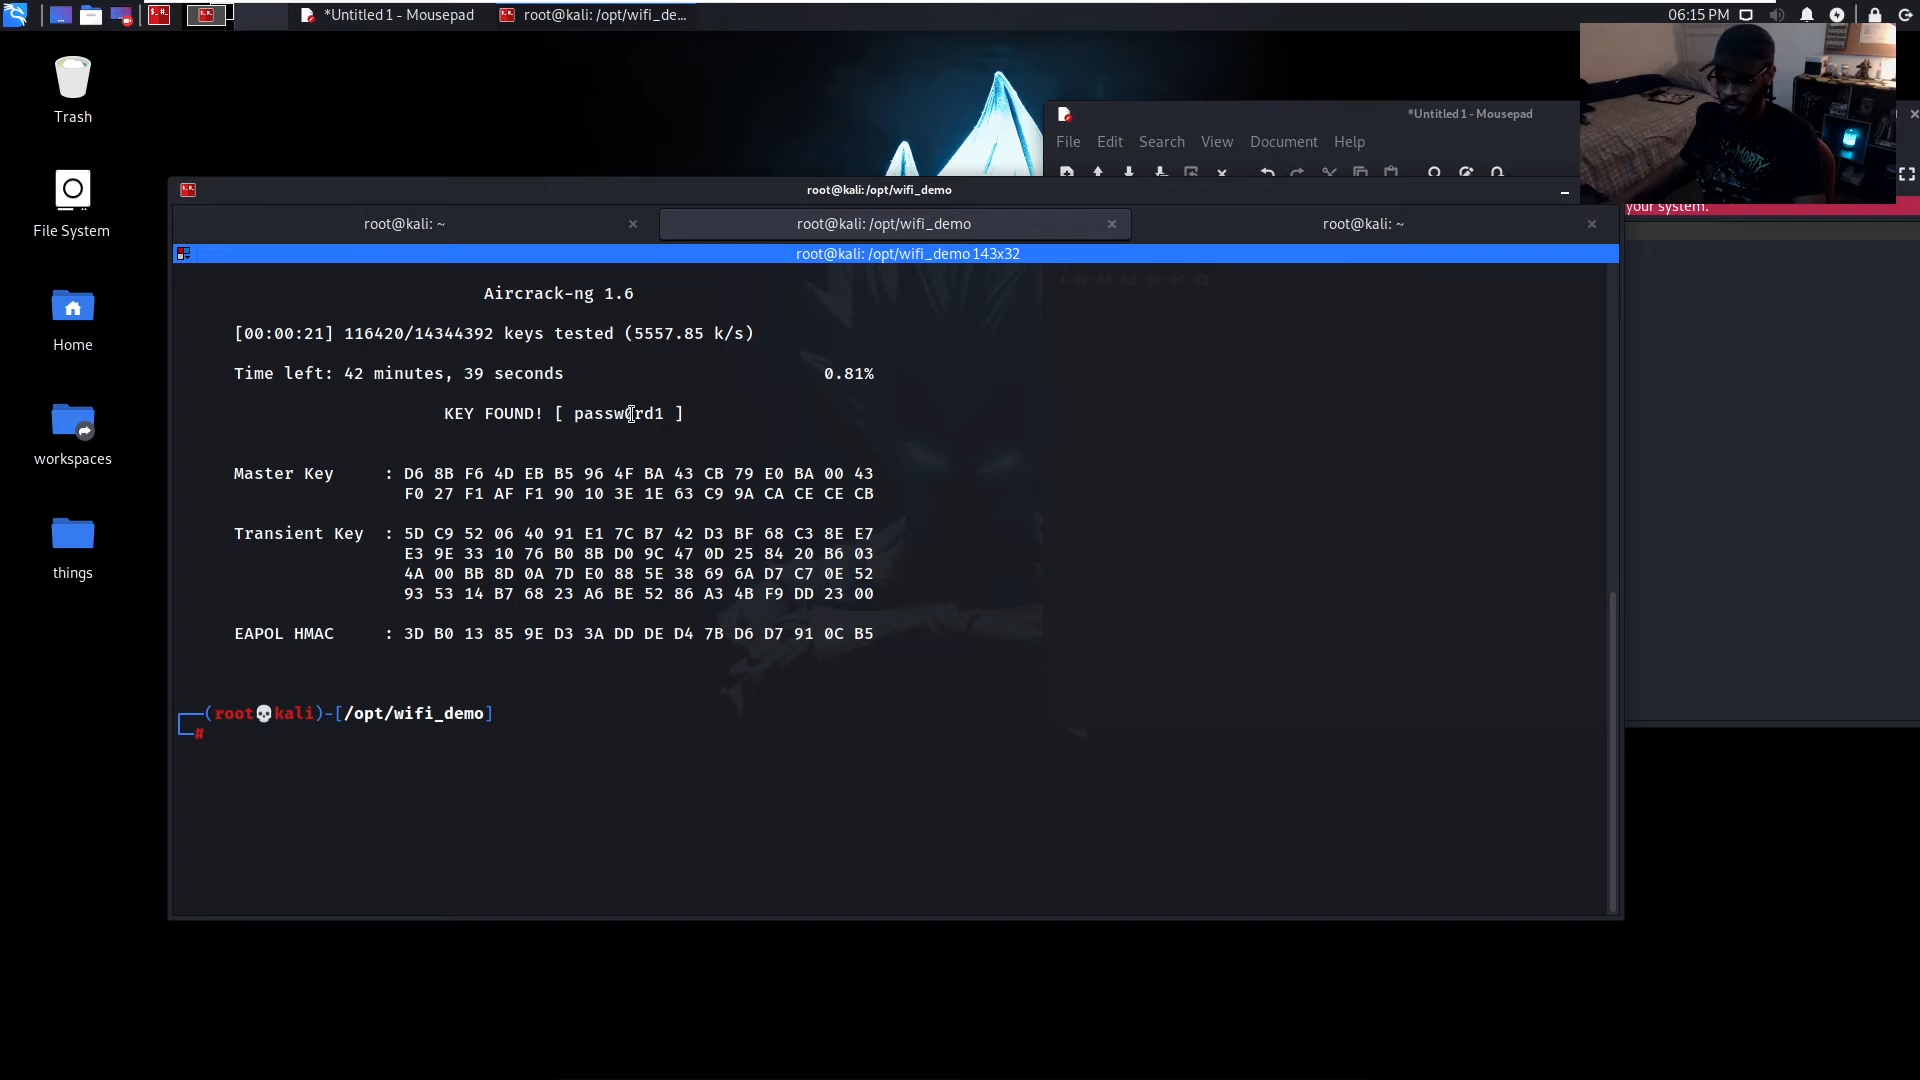 *Untitled 1 - Mousepad
root@kali: /opt/wifi_de...
06:15 PM
Trash
File System
Home
workspaces
things
*Untitled 1 - Mousepad
File Edit Search View Document Help
your system.
root@kali: /opt/wifi_demo
root@kali: ~
root@kali: /opt/wifi_demo
root@kali: ~
root@kali: /opt/wifi_demo 143x32
Aircrack-ng 1.6
[00:00:21] 116420/14344392 keys tested (5557.85 k/s)
Time left: 42 minutes, 39 seconds 0.81%
KEY FOUND! [ password1 ]
Master Key : D6 8B F6 4D EB B5 96 4F BA 43 CB 79 E0 BA 00 43
F0 27 F1 AF F1 90 10 3E 1E 63 C9 9A CA CE CE CB
Transient Key : 5D C9 52 06 40 91 E1 7C B7 42 D3 BF 68 C3 8E E7
E3 9E 33 10 76 B0 8B D0 9C 47 0D 25 84 20 B6 03
4A 00 BB 8D 0A 7D E0 88 5E 38 69 6A D7 C7 0E 52
93 53 14 B7 68 23 A6 BE 52 86 A3 4B F9 DD 23 00
EAPOL HMAC : 3D B0 13 85 9E D3 3A DD DE D4 7B D6 D7 91 0C B5
(root💀kali)-[/opt/wifi_demo]
#